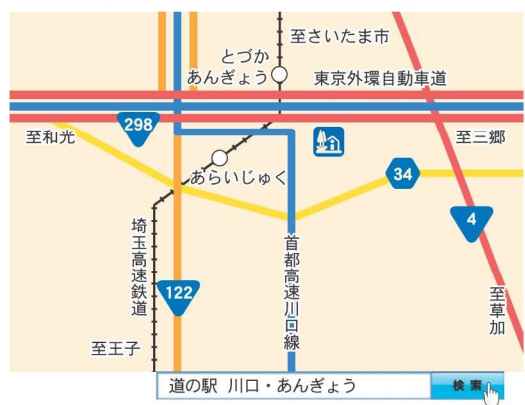 至さいたま市
とづか
あんぎょう
東京外環自動車道
298
至和光
至三郷
あらいじゅく
34
4
埼玉高速鉄道
首都高速川口線
122
至草加
至王子
道の駅 川口・あんぎょう
検索